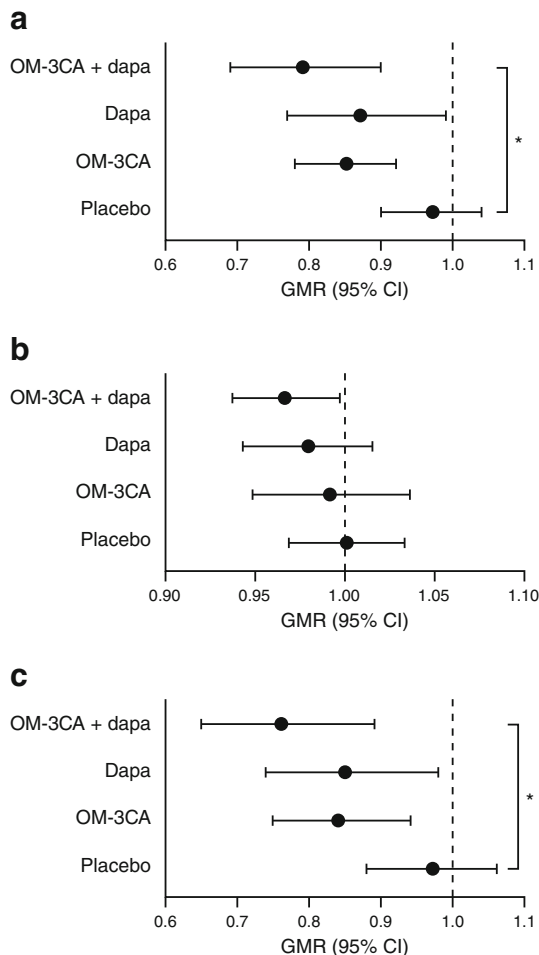 a
OM-3CA + dapa
Dapa
*
OM-3CA
Placebo
0.6 0.7 0.8 0.9 1.0 1.1
GMR (95% CI)
b
OM-3CA + dapa
Dapa
OM-3CA
Placebo
0.90 0.95 1.00 1.05 1.10
GMR (95% CI)
c
OM-3CA + dapa
Dapa
*
OM-3CA
Placebo
0.6 0.7 0.8 0.9 1.0 1.1
GMR (95% CI)